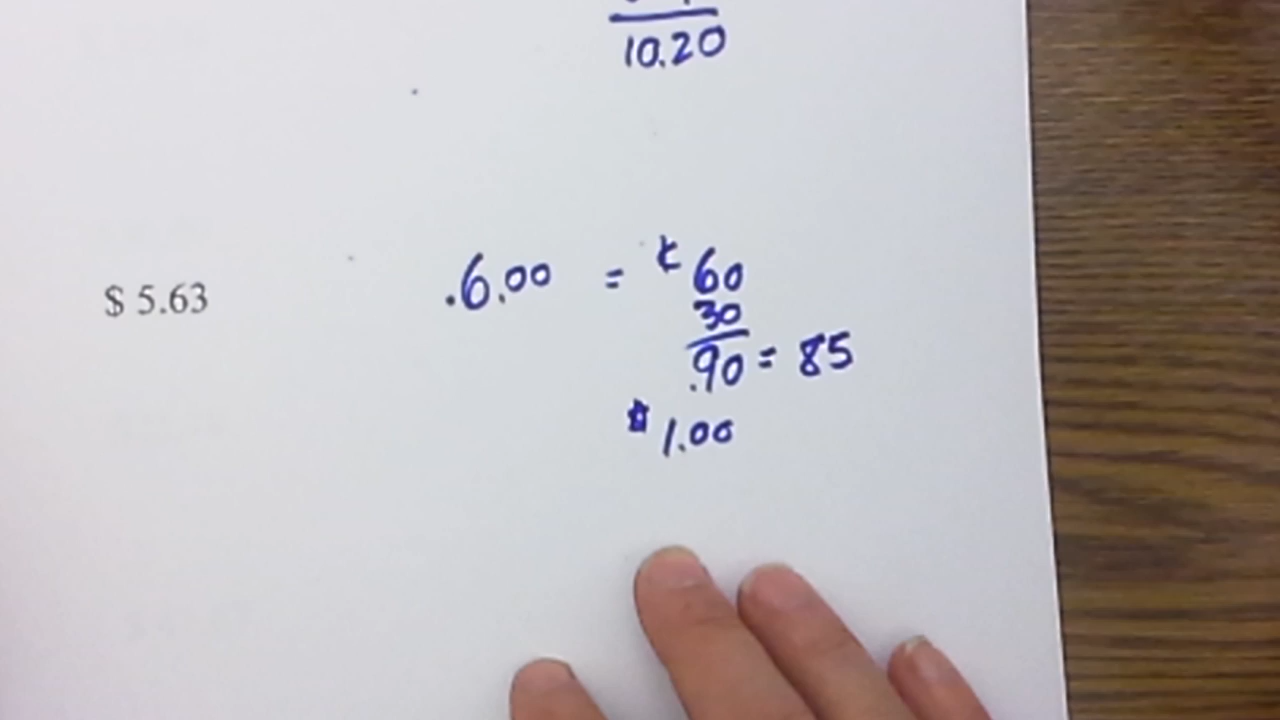 10.20
$ 5.63 .6.00 = 60
30
.90 = 85
$ 1.00